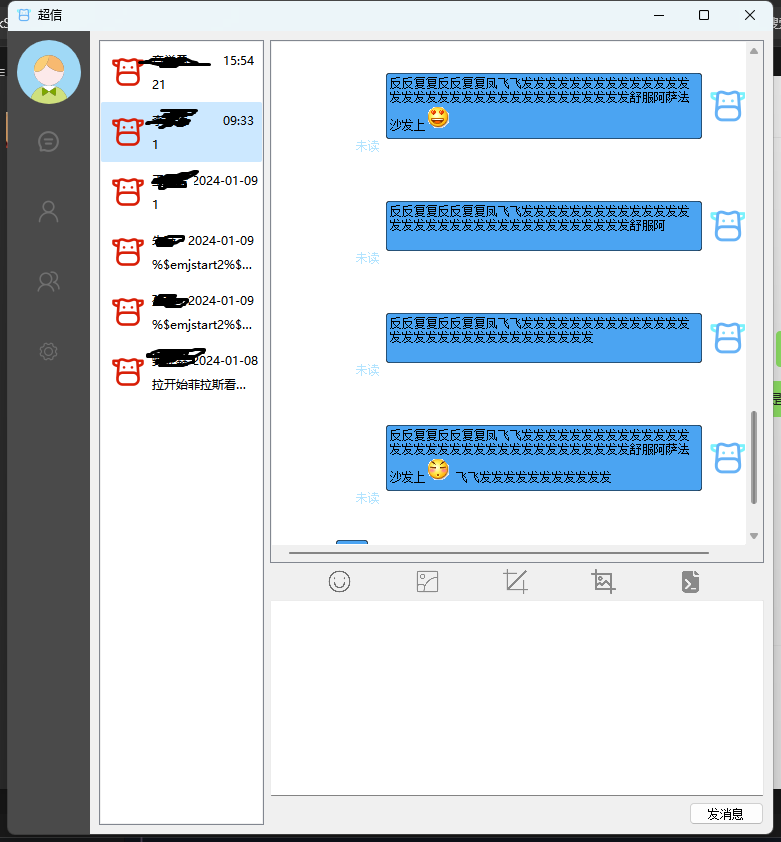 超信
15:54
21
09:33
1
2024-01-09
1
2024-01-09
%$emjstart2%$...
2024-01-09
%$emjstart2%$...
2024-01-08
拉开始菲拉斯看...
反反复复反反复复凤飞飞发发发发发发发发发发发发发发
发发发发发发发发发发发发发发发发发发发发舒服阿萨法
沙发上
未读
反反复复反反复复凤飞飞发发发发发发发发发发发发发发
发发发发发发发发发发发发发发发发发发发发舒服阿
未读
反反复复反反复复凤飞飞发发发发发发发发发发发发发发
发发发发发发发发发发发发发发发发发
未读
反反复复反反复复凤飞飞发发发发发发发发发发发发发发
发发发发发发发发发发发发发发发发发发发发舒服阿萨法
沙发上 飞飞发发发发发发发发发发发
未读
发消息